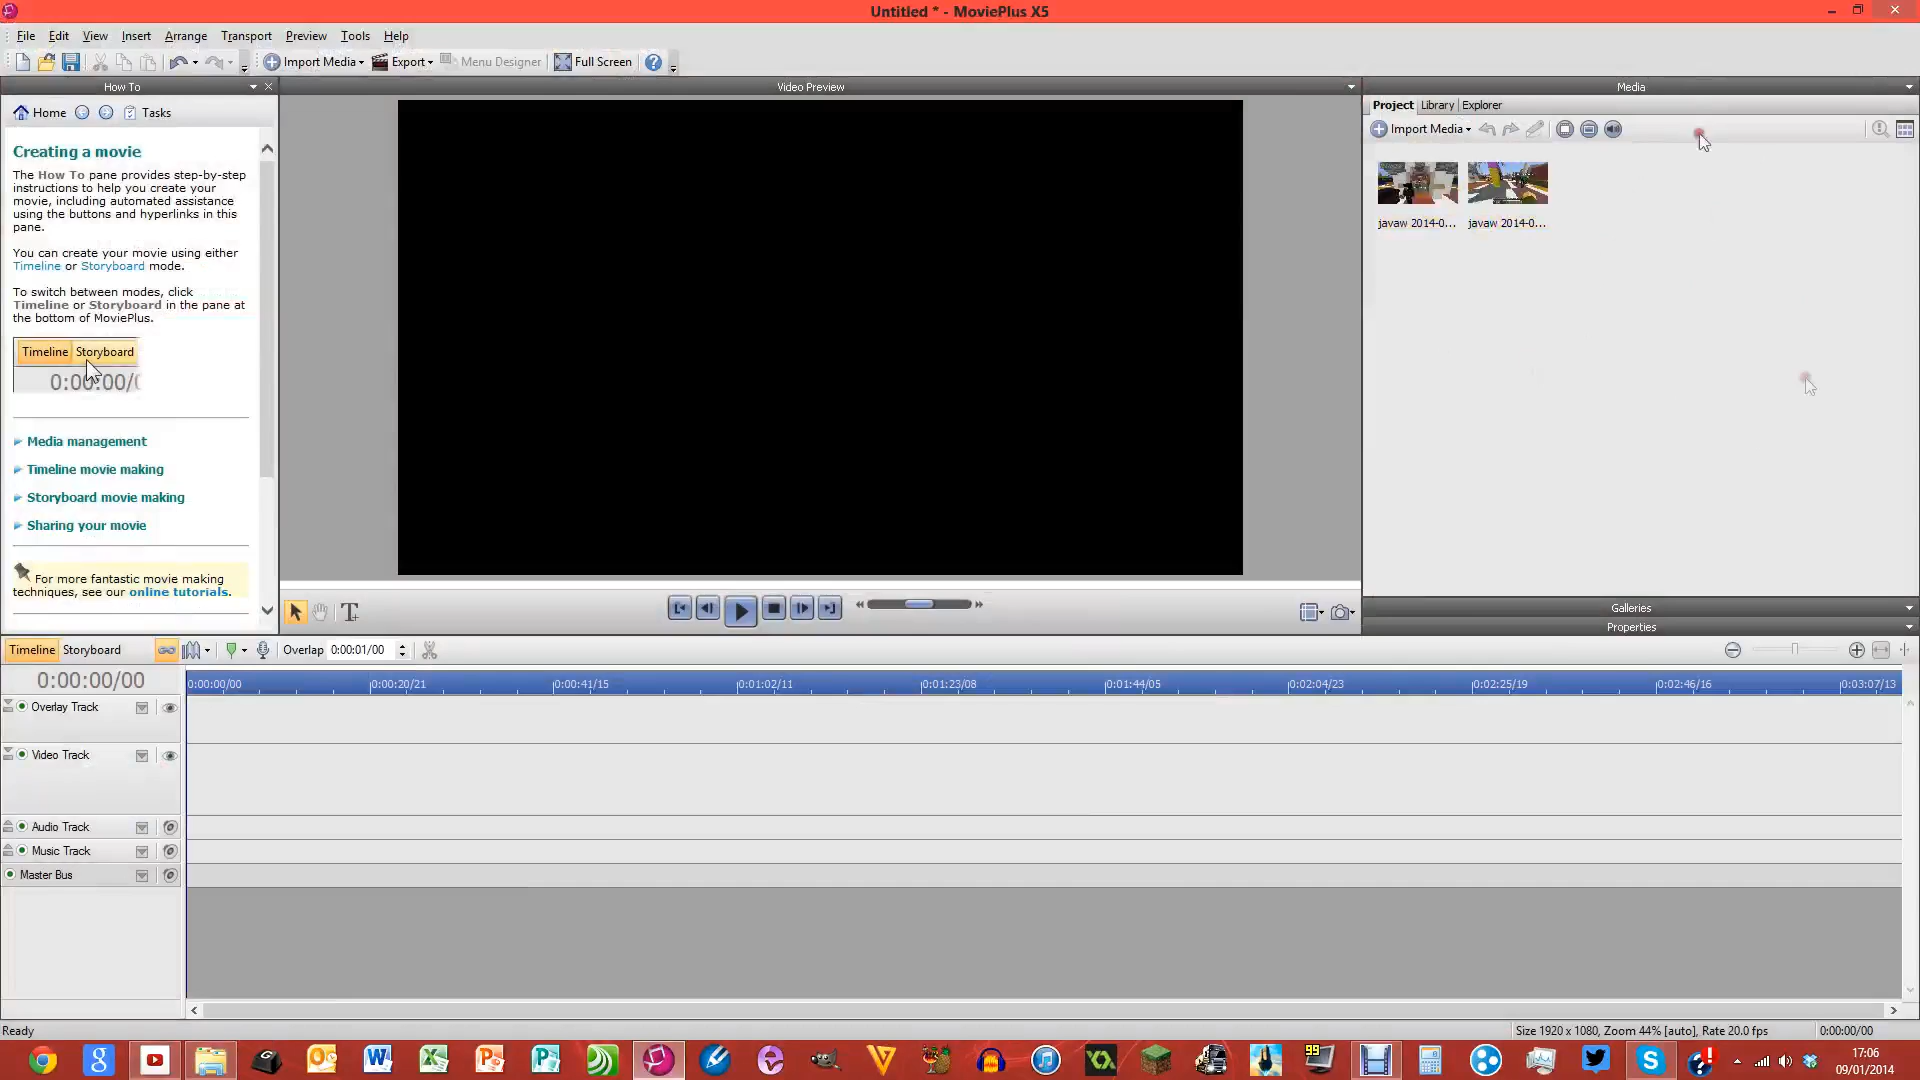 Untitled * - MoviePlus X5
File Edit View Insert Arrange Transport Preview Tools Help
Import Media Export Menu Designer Full Screen
How To
Video Preview
Media
Home Tasks
Project Library Explorer
Import Media
Creating a movie
The How To pane provides step-by-step
instructions to help you create your
movie, including automated assistance
using the buttons and hyperlinks in this
pane.
You can create your movie using either
Timeline or Storyboard mode.
To switch between modes, click
Timeline or Storyboard in the pane at
the bottom of MoviePlus.
Timeline Storyboard
0:00:00/0
javaw 2014-0... javaw 2014-0...
Media management
Timeline movie making
Storyboard movie making
Sharing your movie
For more fantastic movie making
techniques, see our online tutorials.
Galleries
Properties
Timeline Storyboard Overlap 0:00:01/00
0:00:00/00
0:00:00/00 0:00:20/21 0:00:41/15 0:01:02/11 0:01:23/08 0:01:44/05 0:02:04/23 0:02:25/19 0:02:46/16 0:03:07/13
Overlay Track
Video Track
Audio Track
Music Track
Master Bus
Ready
Size 1920 x 1080, Zoom 44% [auto], Rate 20.0 fps 0:00:00/00
99
17:06
09/01/2014